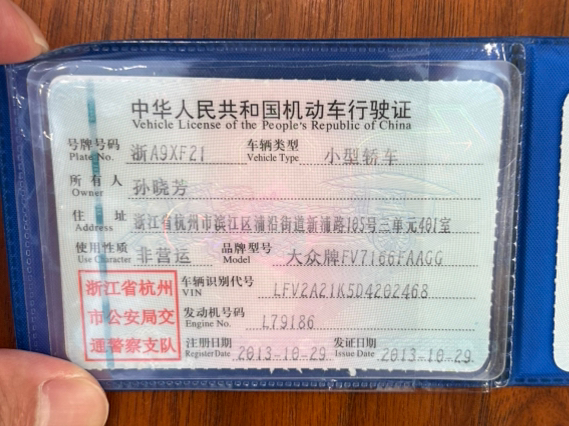 中华人民共和国机动车行驶证
Vehicle License of the People's Republic of China
号牌号码 浙A9XF21 车辆类型 小型轿车
Plate No. Vehicle Type
所有人 孙晓芳
Owner
住址 浙江省杭州市滨江区浦沿街道新浦路105号三单元401室
Address
使用性质 非营运 品牌型号 大众牌FV7166FAAGG
Use Character Model
浙江省杭州
市公安局交
通警察支队
车辆识别代号 LFV2A21K5D4202468
VIN
发动机号码 L79186
Engine No.
注册日期 2013-10-29 发证日期 2013-10-29
Register Date Issue Date